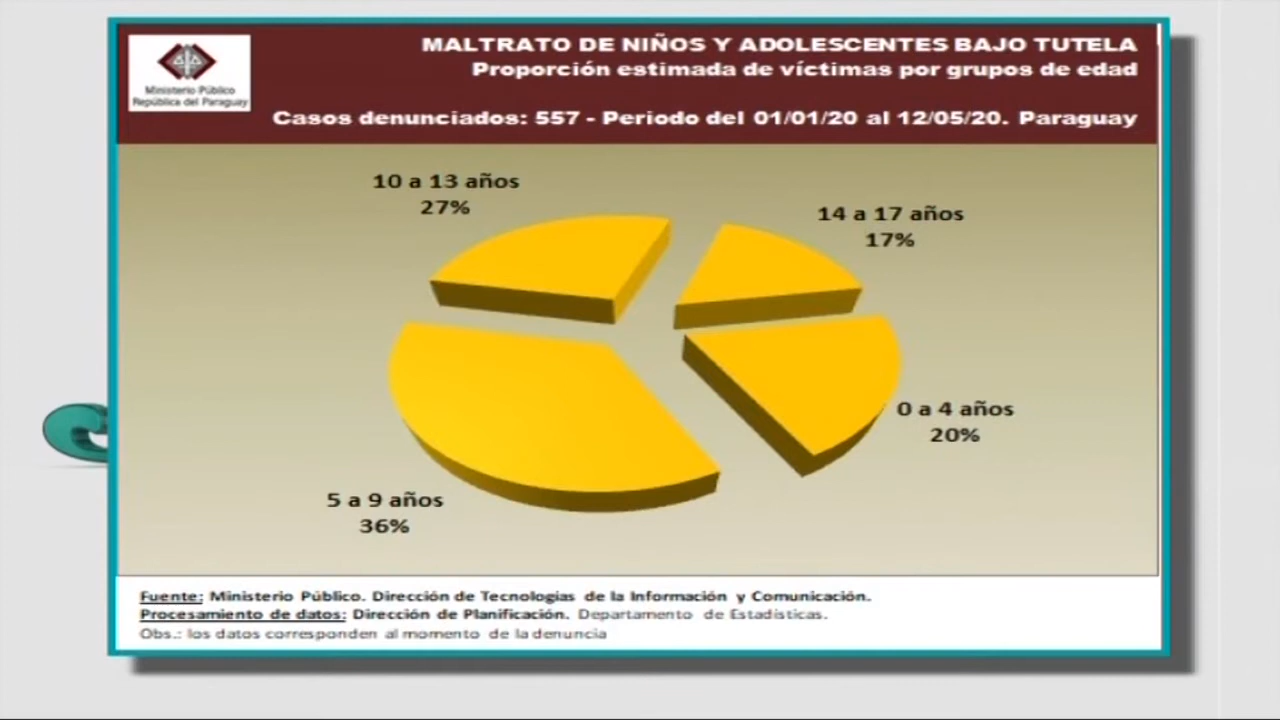 Ministerio Público
República del Paraguay
MALTRATO DE NIÑOS Y ADOLESCENTES BAJO TUTELA
Proporción estimada de víctimas por grupos de edad
Casos denunciados: 557 - Periodo del 01/01/20 al 12/05/20. Paraguay
10 a 13 años
27%
14 a 17 años
17%
0 a 4 años
20%
5 a 9 años
36%
Fuente: Ministerio Público. Dirección de Tecnologías de la Información y Comunicación.
Procesamiento de datos: Dirección de Planificación. Departamento de Estadísticas.
Obs.: los datos corresponden al momento de la denuncia